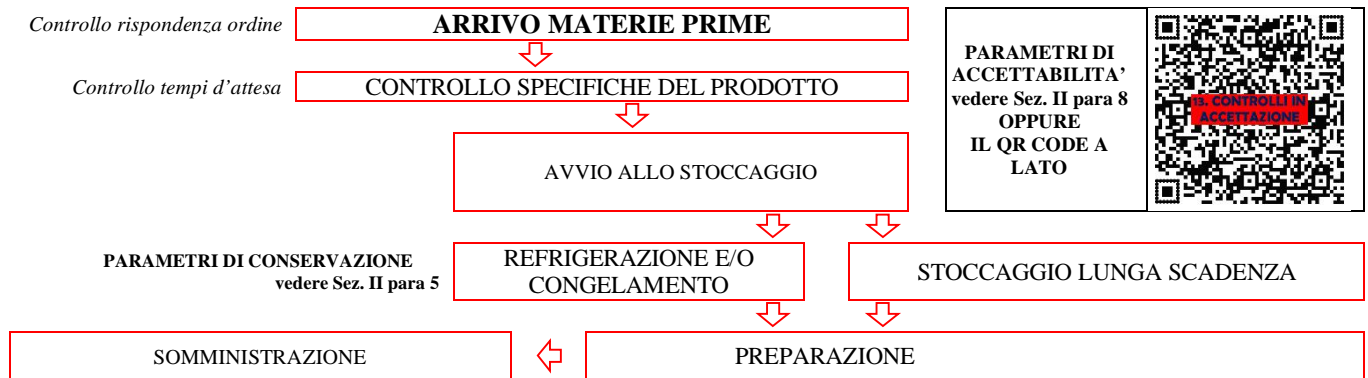 Controllo rispondenza ordine
ARRIVO MATERIE PRIME
PARAMETRI DI
ACCETTABILITA’
vedere Sez. II para 8
OPPURE
IL QR CODE A
LATO
13. CONTROLLI IN
ACCETTAZIONE
Controllo tempi d’attesa
CONTROLLO SPECIFICHE DEL PRODOTTO
AVVIO ALLO STOCCAGGIO
PARAMETRI DI CONSERVAZIONE
vedere Sez. II para 5
REFRIGERAZIONE E/O
CONGELAMENTO
STOCCAGGIO LUNGA SCADENZA
SOMMINISTRAZIONE
PREPARAZIONE